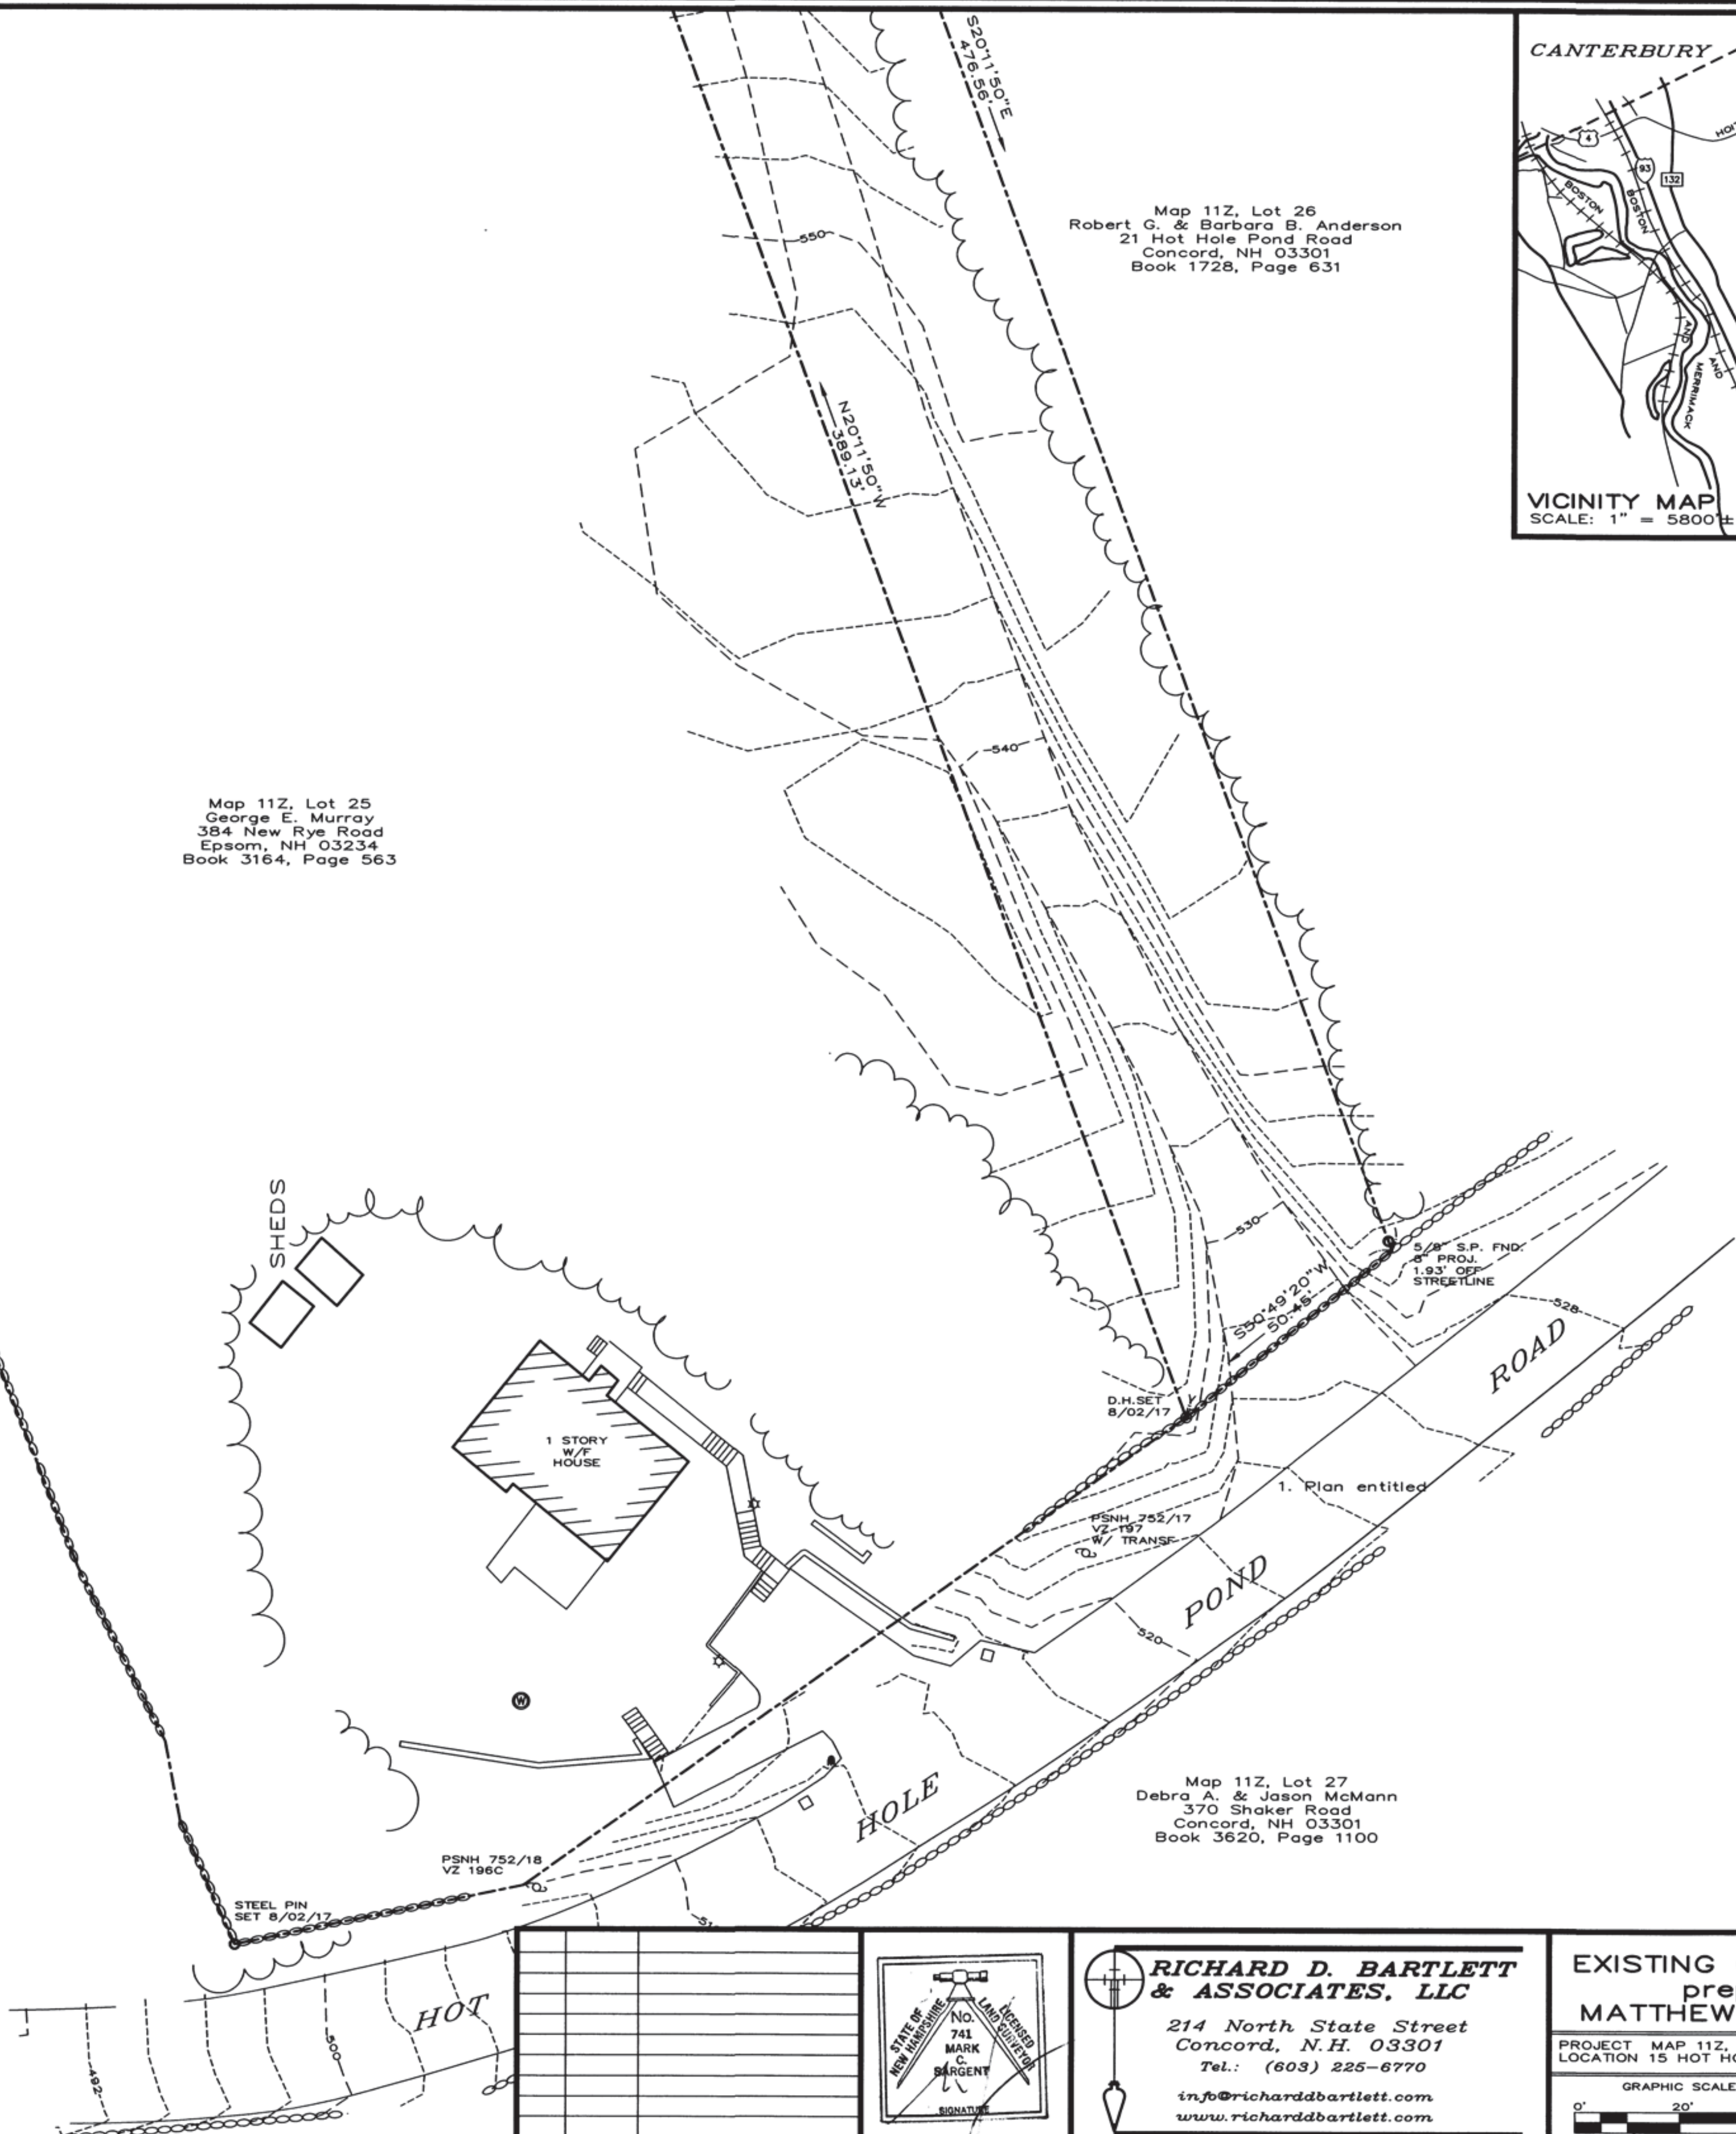 S20°11'50"E
476.56'
CANTERBURY
4
93
132
BOSTON
BOSTON
AND
AND
MERRIMACK
VICINITY MAP
SCALE: 1" = 5800'±
Map 11Z, Lot 26
Robert G. & Barbara B. Anderson
21 Hot Hole Pond Road
Concord, NH 03301
Book 1728, Page 631
550
N20°11'50"W
389.13'
540
Map 11Z, Lot 25
George E. Murray
384 New Rye Road
Epsom, NH 03234
Book 3164, Page 563
SHEDS
530
5/8" S.P. FND.
8" PROJ.
1.93' OFF
STREETLINE
S50°49'20"W
50.45'
528
ROAD
D.H.SET
8/02/17
1 STORY
W/F
HOUSE
1. Plan entitled
PSNH 752/17
VZ 197
W/ TRANSF
POND
520
W
HOLE
Map 11Z, Lot 27
Debra A. & Jason McMann
370 Shaker Road
Concord, NH 03301
Book 3620, Page 1100
PSNH 752/18
VZ 196C
STEEL PIN
SET 8/02/17
HOT
500
492
STATE OF
NEW HAMPSHIRE
LICENSED
LAND SURVEYOR
No.
741
MARK
C.
SARGENT
SIGNATURE
RICHARD D. BARTLETT
& ASSOCIATES, LLC
214 North State Street
Concord, N.H. 03301
Tel.: (603) 225-6770
info@richarddbartlett.com
www.richarddbartlett.com
EXISTING
pre
MATTHEW
PROJECT MAP 11Z,
LOCATION 15 HOT HO
GRAPHIC SCALE
0' 20'